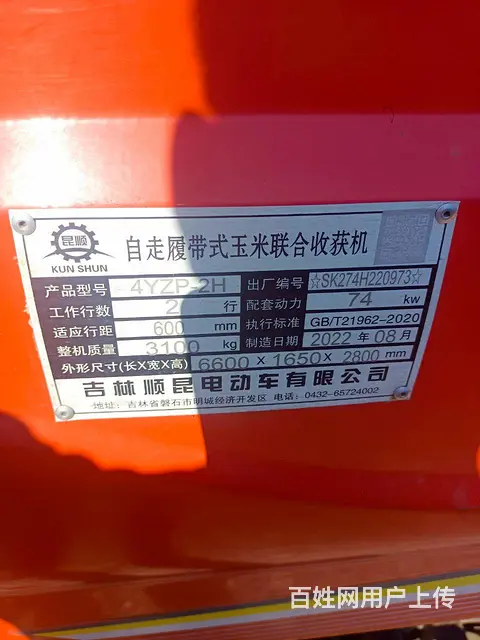 昆顺
KUN SHUN
自走履带式玉米联合收获机
产品型号 4YZP-2H 出厂编号 ☆SK274H220973☆
工作行数 2 行 配套动力 74 kw
适应行距 600 mm 执行标准 GB/T21962-2020
整机质量 3100 kg 制造日期 2022 年 08 月
外形尺寸(长X宽X高) 6600 × 1650 × 2800 mm
吉林顺昆电动车有限公司
地址: 吉林省磐石市明城经济开发区 电话: 0432-65724002
百姓网用户上传